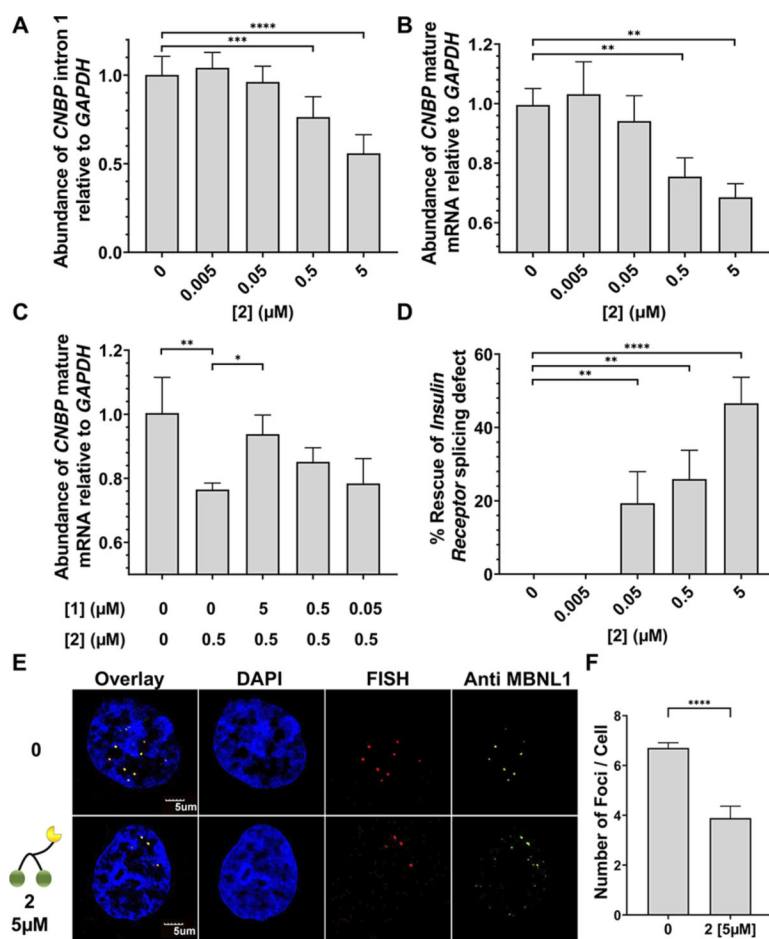 A
Abundance of CNBP intron 1
relative to GAPDH
1.0
0.5
0.0
***
****
0
0.005
0.05
0.5
5
[2] (µM)
B
Abundance of CNBP mature
mRNA relative to GAPDH
1.2
1.0
0.8
0.6
**
**
0
0.005
0.05
0.5
5
[2] (µM)
C
Abundance of CNBP mature
mRNA relative to GAPDH
1.2
1.0
0.8
0.6
**
*
[1] (µM) 0 0 5 0.5 0.05
[2] (µM) 0 0.5 0.5 0.5 0.5
D
% Rescue of Insulin
Receptor splicing defect
60
40
20
0
****
**
**
0
0.005
0.05
0.5
5
[2] (µM)
E
Overlay DAPI FISH Anti MBNL1
0
5um
2
5µM
5um
F
Number of Foci / Cell
8
6
4
2
0
****
0 2 [5µM]